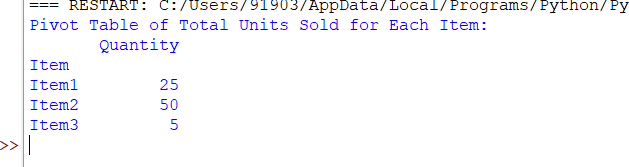 === RESTART: C:/Users/91903/AppData/Local/Programs/Python/Py
Pivot Table of Total Units Sold for Each Item:
       Quantity
Item
Item1        25
Item2        50
Item3         5
>>